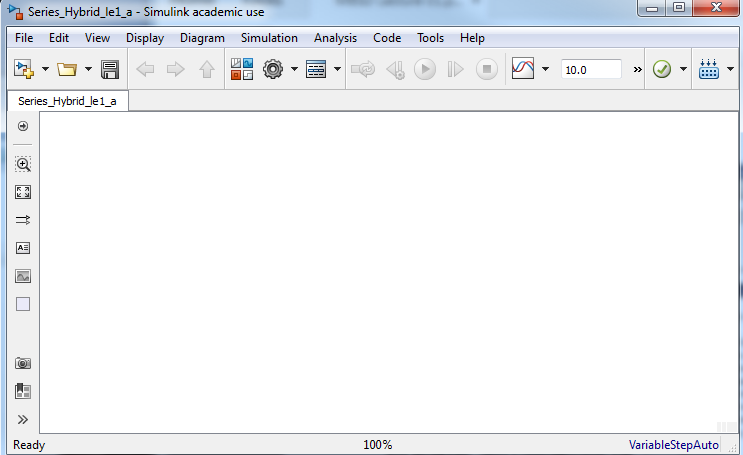 Series_Hybrid_le1_a - Simulink academic use
File Edit View Display Diagram Simulation Analysis Code Tools Help
10.0
Series_Hybrid_le1_a
Ready 100% VariableStepAuto